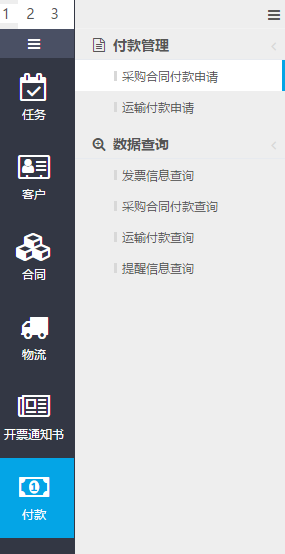 1 2 3
任务
客户
合同
物流
开票通知书
付款
付款管理
采购合同付款申请
运输付款申请
数据查询
发票信息查询
采购合同付款查询
运输付款查询
提醒信息查询